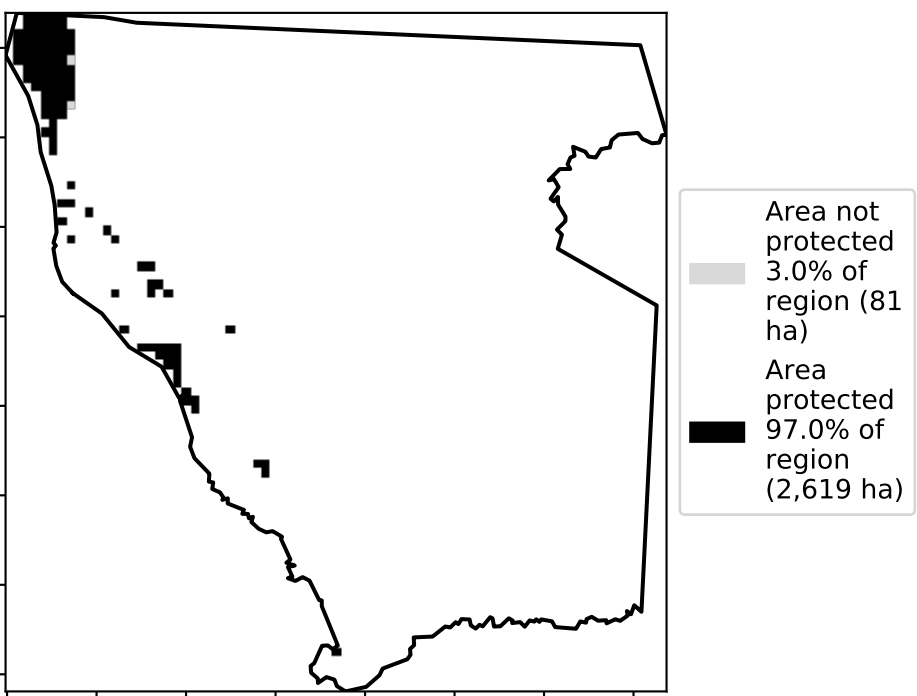 Area not
protected
3.0% of
region (81
ha)
Area
protected
97.0% of
region
(2,619 ha)